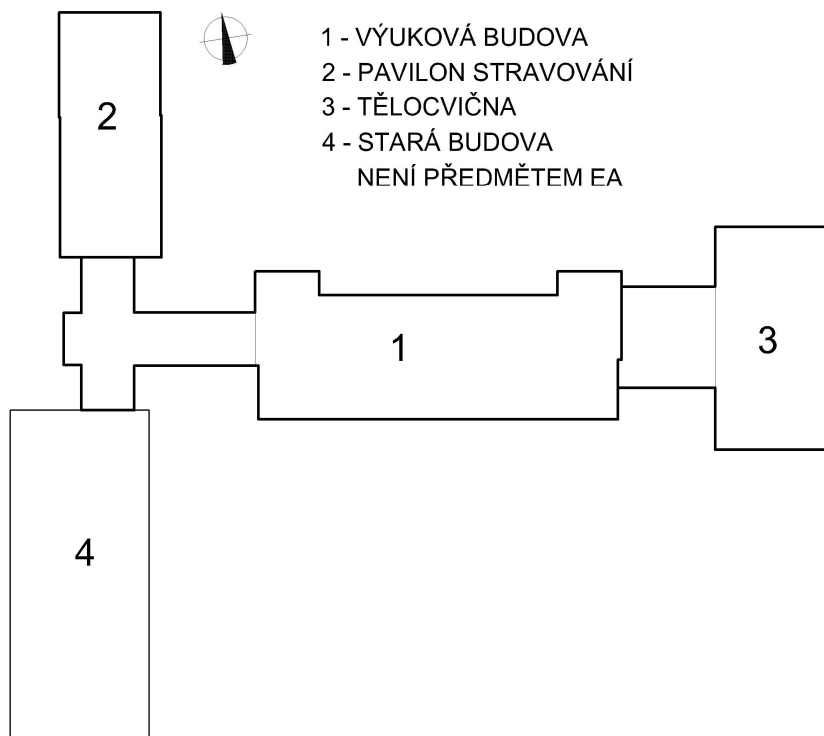 1 - VÝUKOVÁ BUDOVA
2 - PAVILON STRAVOVÁNÍ
3 - TĚLOCVIČNA
4 - STARÁ BUDOVA
NENÍ PŘEDMĚTEM EA
2
1
3
4